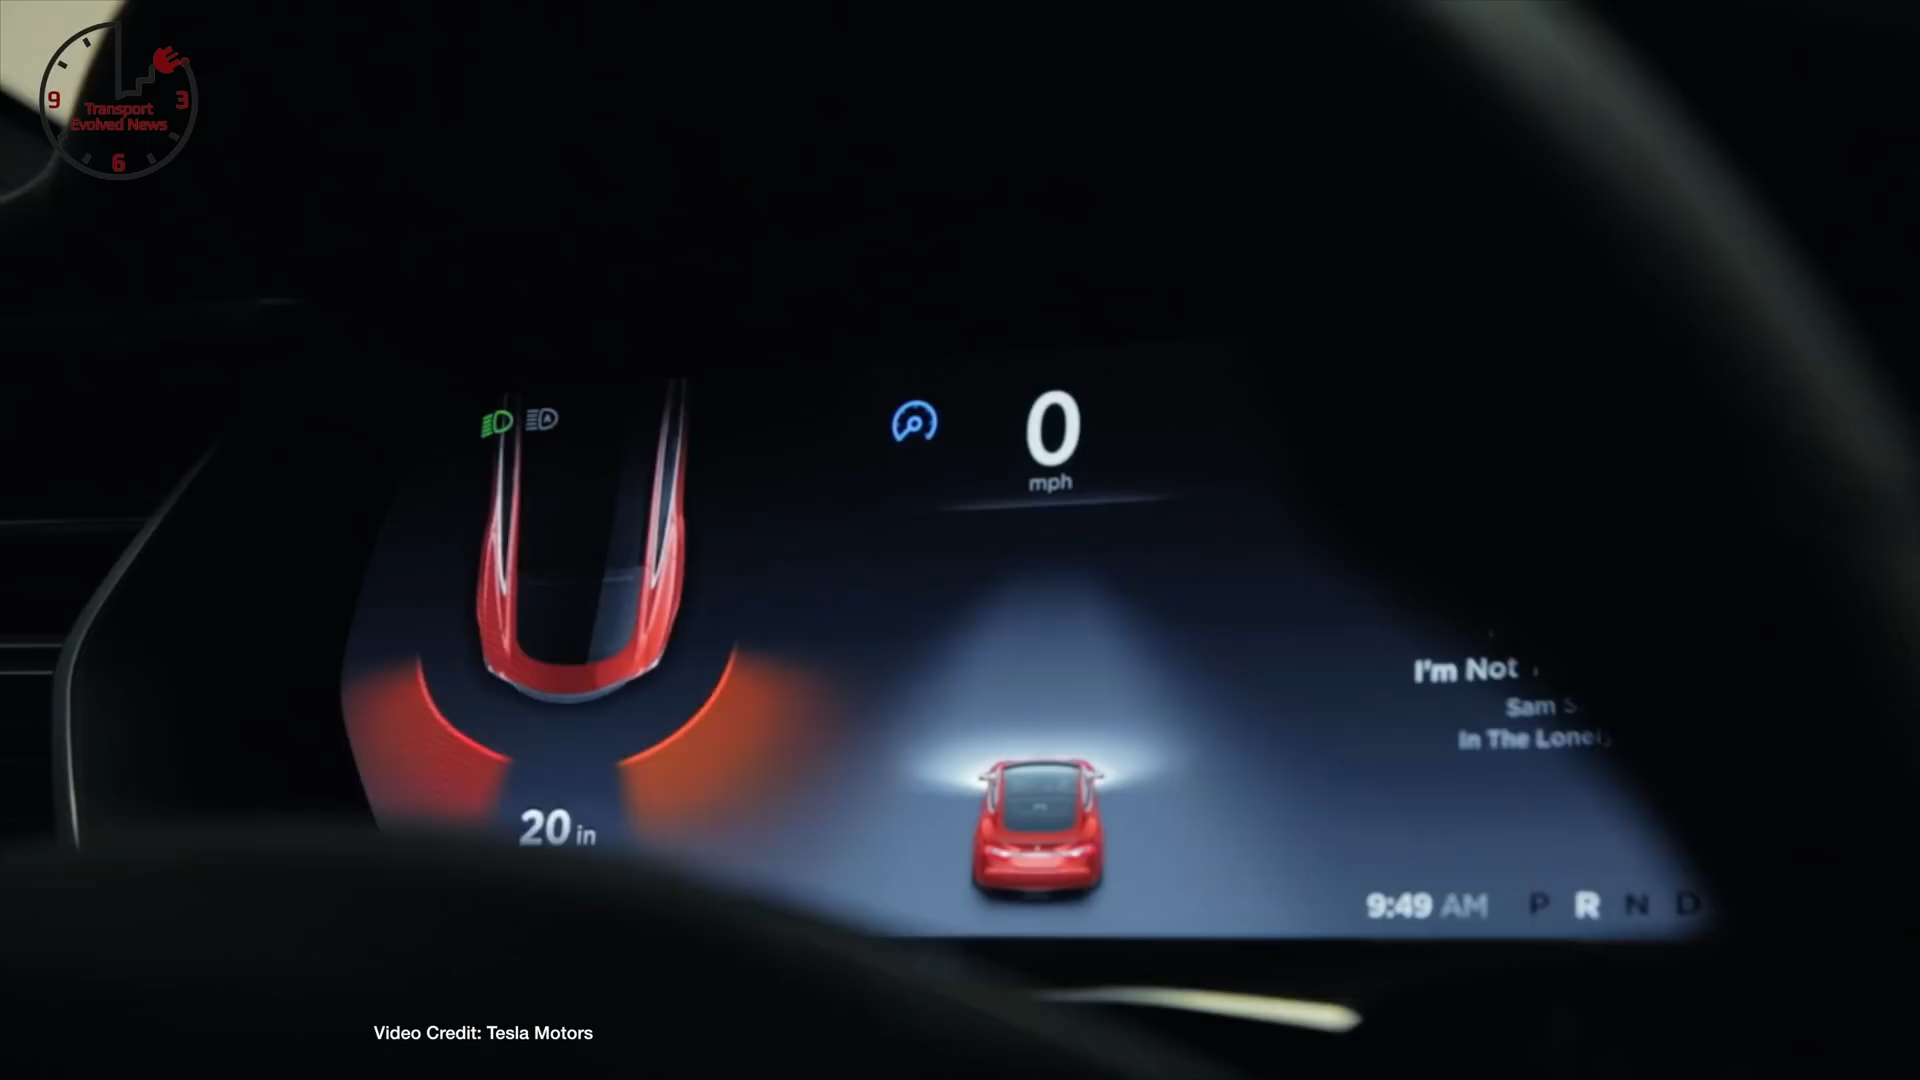 9
3
Transport
Evolved News
6
0
mph
I'm Not
Sam S
In The Lonel
20 in
9:49 AM P R N D
Video Credit: Tesla Motors